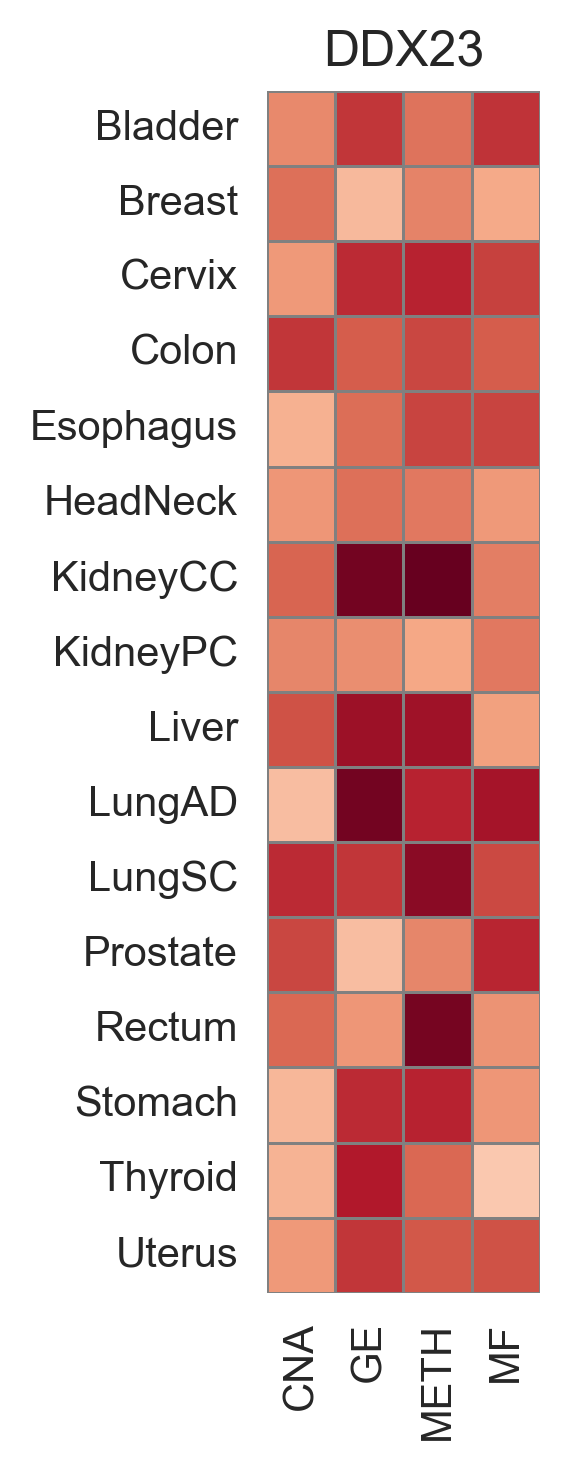 DDX23
Bladder
Breast
Cervix
Colon
Esophagus
HeadNeck
KidneyCC
KidneyPC
Liver
LungAD
LungSC
Prostate
Rectum
Stomach
Thyroid
Uterus
CNA
GE
METH
MF